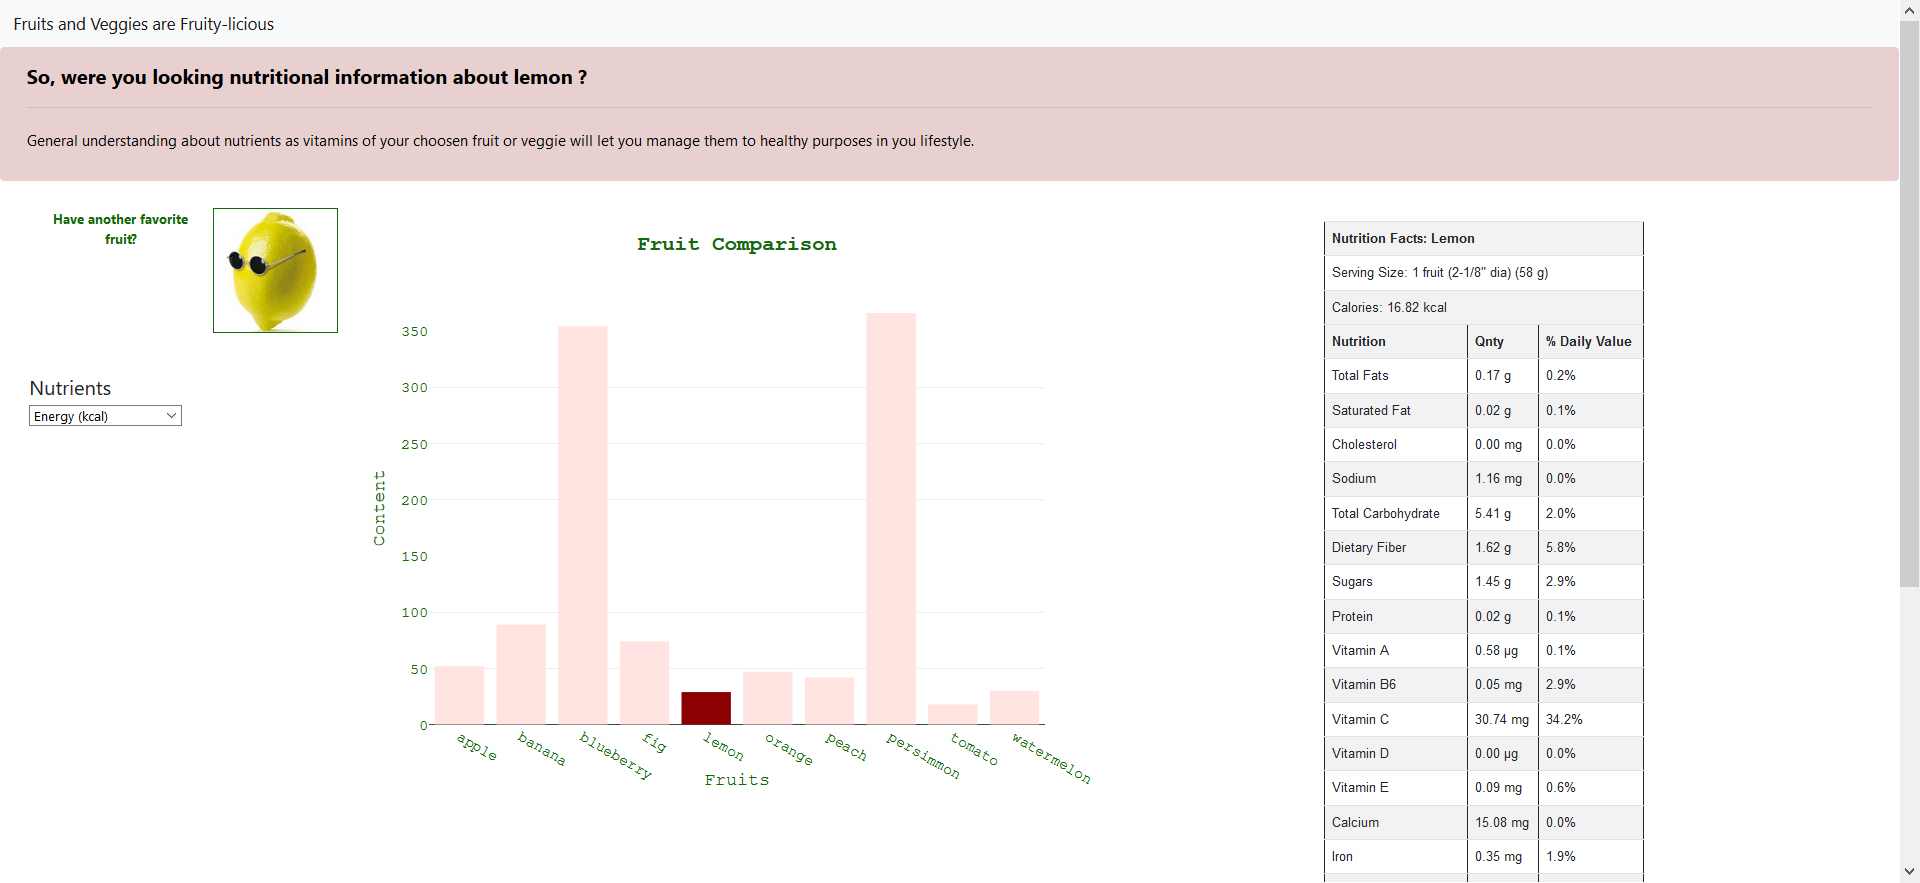 Fruits and Veggies are Fruity-licious
So, were you looking nutritional information about lemon ?
General understanding about nutrients as vitamins of your choosen fruit or veggie will let you manage them to healthy purposes in you lifestyle.
Have another favorite
fruit?
Nutrients
Energy (kcal)
Fruit Comparison
Content
350
300
250
200
150
100
50
0
apple
banana
blueberry
fig
lemon
orange
peach
persimmon
tomato
watermelon
Fruits
Nutrition Facts: Lemon
Serving Size: 1 fruit (2-1/8" dia) (58 g)
Calories: 16.82 kcal
Nutrition Qnty % Daily Value
Total Fats 0.17 g 0.2%
Saturated Fat 0.02 g 0.1%
Cholesterol 0.00 mg 0.0%
Sodium 1.16 mg 0.0%
Total Carbohydrate 5.41 g 2.0%
Dietary Fiber 1.62 g 5.8%
Sugars 1.45 g 2.9%
Protein 0.02 g 0.1%
Vitamin A 0.58 µg 0.1%
Vitamin B6 0.05 mg 2.9%
Vitamin C 30.74 mg 34.2%
Vitamin D 0.00 µg 0.0%
Vitamin E 0.09 mg 0.6%
Calcium 15.08 mg 0.0%
Iron 0.35 mg 1.9%